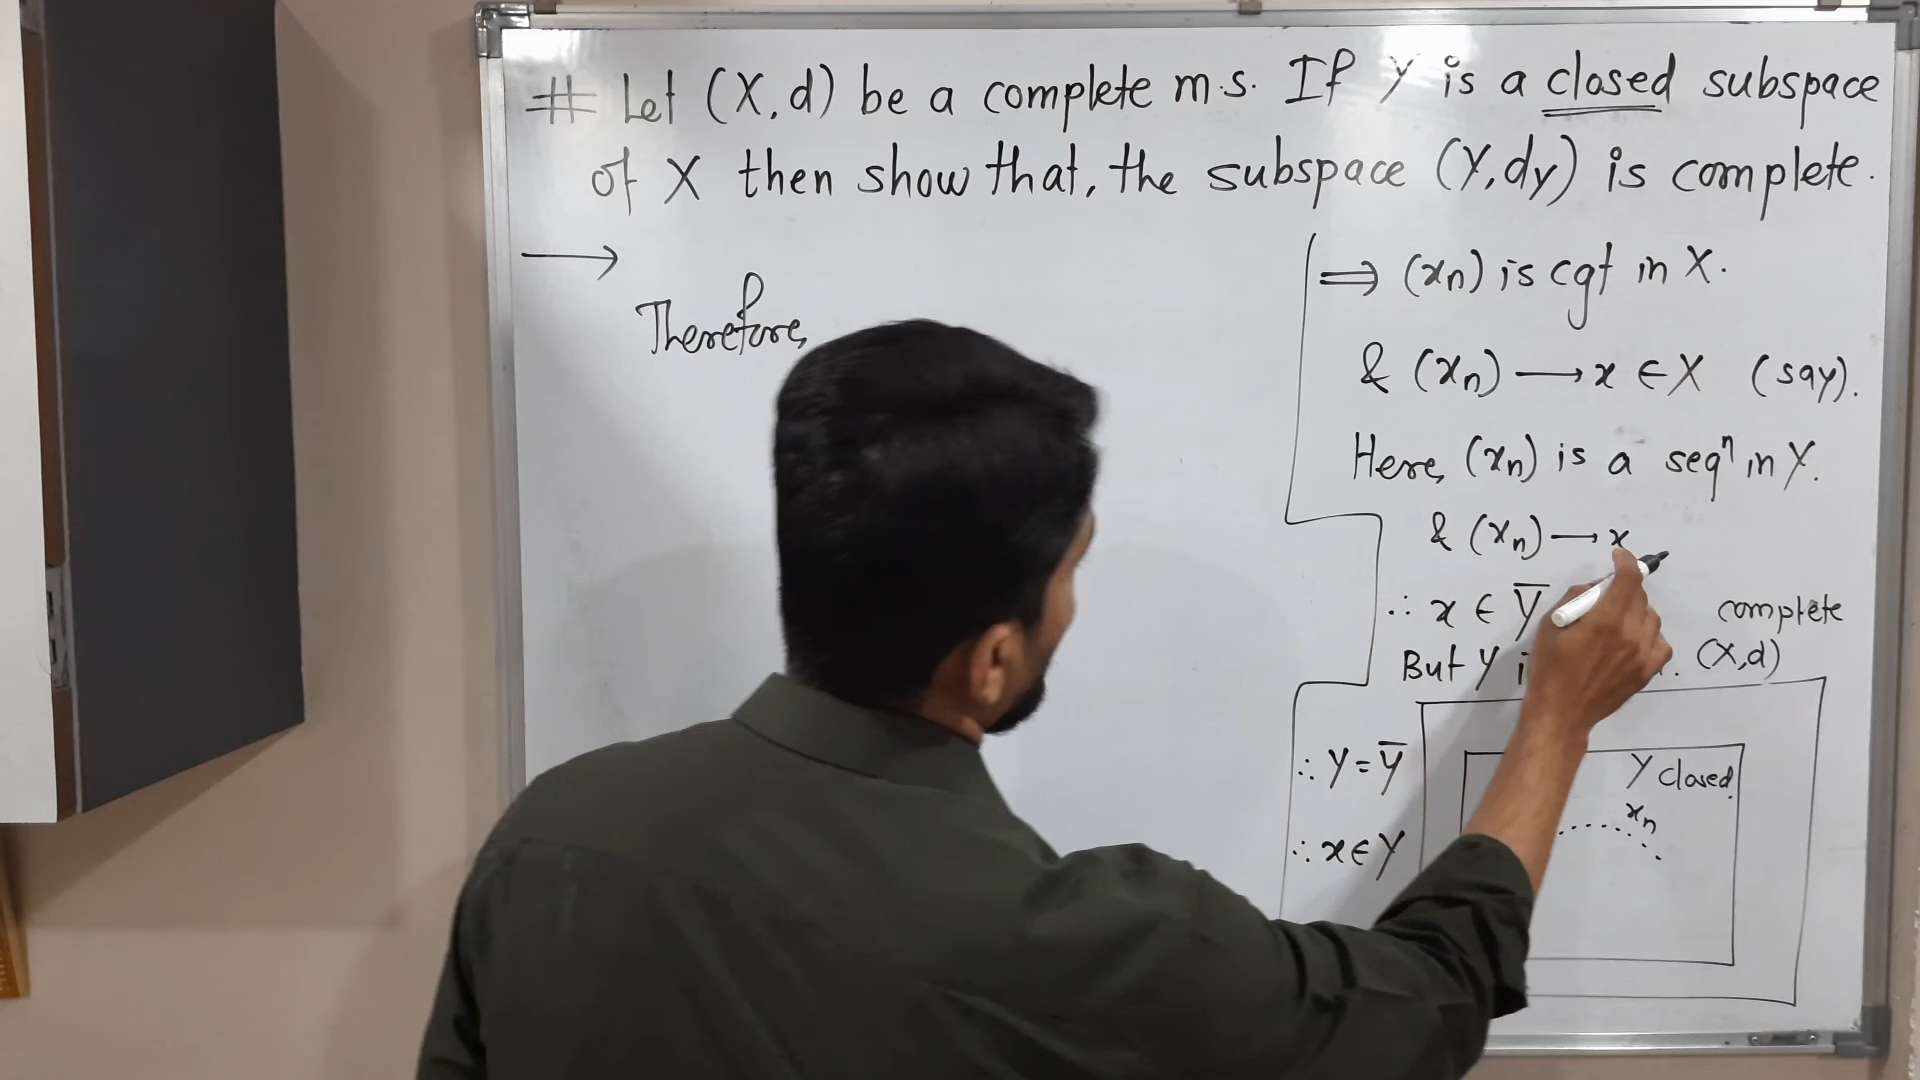 # Let (X, d) be a complete m.s. If Y is a closed subspace
of X then show that, the subspace (Y, dy) is complete.
Therefore,
⟹ (xn) is cgt in X.
& (xn) ⟶ x ∈ X (say).
Here, (xn) is a seqⁿ in Y.
& (xn) ⟶ x
∴ x ∈ Y̅
But Y
∴ Y = Y̅
∴ x ∈ Y
complete
(X,d)
Y closed
xn